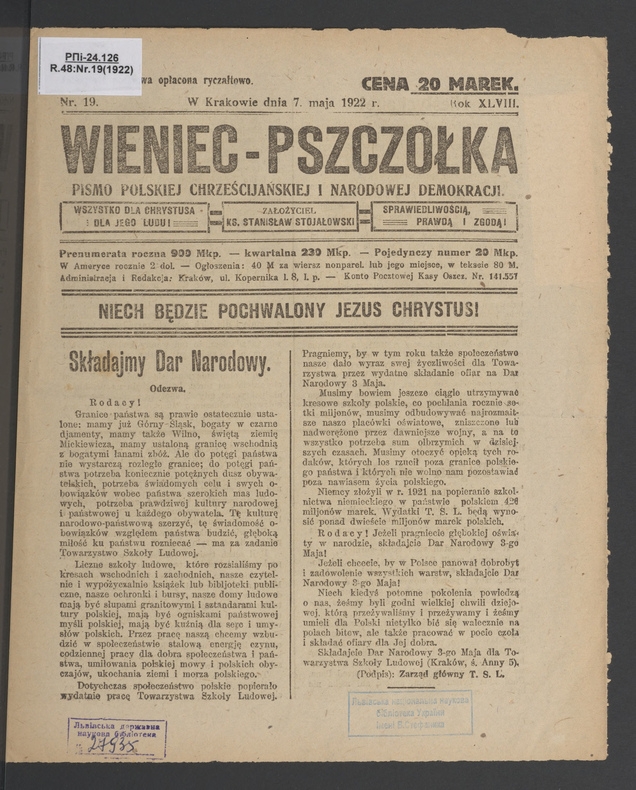 РПі-24.126
R.48:Nr.19(1922)
wa opłacona ryczałtowo.
CENA 20 MAREK.
Nr. 19.
W Krakowie dnia 7. maja 1922 r.
Rok XLVIII.
WIENIEC-PSZCZOŁKA
PISMO POLSKIEJ CHRZEŚCIJAŃSKIEJ I NARODOWEJ DEMOKRACJI.
WSZYSTKO DLA CHRYSTUSA
I DLA JEGO LUDU!
ZAŁOŻYCIEL
KS. STANISŁAW STOJAŁOWSKI
SPRAWIEDLIWOŚCIĄ,
PRAWDĄ I ZGODĄ!
Prenumerata roczna 900 Mkp. — kwartalna 230 Mkp. — Pojedynczy numer 20 Mkp.
W Ameryce rocznie 2 dol. — Ogłoszenia: 40 M za wiersz nonparel. lub jego miejsce, w tekście 80 M.
Administracja i Redakcja: Kraków, ul. Kopernika l. 8, I. p. — Konto Pocztowej Kasy Oszcz. Nr. 141.557
NIECH BĘDZIE POCHWALONY JEZUS CHRYSTUS!
Składajmy Dar Narodowy.
Odezwa.
Rodacy!
Granice państwa są prawie ostatecznie usta-
lone: mamy już Górny-Śląsk, bogaty w czarne
djamenty, mamy także Wilno, świętą ziemię
Mickiewicza, mamy ustaloną granicę wschodnią
z bogatymi łanami zbóż. Ale do potęgi państwa
nie wystarczą rozległe granice; do potęgi pań-
stwa potrzeba koniecznie potężnych dusz obywa-
telskich, potrzeba świadomych celu i swych o-
bowiązków wobec państwa szerokich mas ludo-
wych, potrzeba prawdziwej kultury narodowej
i państwowej u każdego obywatela. Tę kulturę
narodowo-państwową szerzyć, tę świadomość o-
bowiązków względem państwa budzić, głęboką
miłość ku państwu rozniecać — ma za zadanie
Towarzystwo Szkoły Ludowej.
Liczne szkoły ludowe, które rozsialiśmy po
kresach wschodnich i zachodnich, nasze czytel-
nie i wypożyczalnie książek lub biblijoteki publi-
czne, nasze ochronki i bursy, nasze domy ludowe
mają być słupami granitowymi i sztandarami kul-
tury polskiej, mają być ogniskami państwowej
myśli polskiej, mają być kuźnią dla serc i umy-
słów polskich. Przez pracę naszą chcemy wzbu-
dzić w społeczeństwie stalową energję czynu,
codziennej pracy dla dobra społeczeństwa i pań-
stwa, umiłowania polskiej mowy i polskich oby-
czajów, ukochania ziemi i morza polskiego.
Dotychczas społeczeństwo polskie popierało
wydatnie pracę Towarzystwa Szkoły Ludowej.
Pragniemy, by w tym roku także społeczeństwo
nasze dało wyraz swej życzliwości dla Towa-
rzystwa przez wydatne składanie ofiar na Dar
Narodowy 3 Maja.
Musimy bowiem jeszcze ciągle utrzymywać
kresowe szkoły polskie, co pochłania rocznie se-
tki miljonów, musimy odbudowywać najrozmait-
sze nasze placówki oświatowe, zniszczone lub
nadwerężone przez dawniejsze wojny, a na to
wszystko potrzeba sum olbrzymich w dzisiej-
szych czasach. Musimy otoczyć opieką tych ro-
daków, których los rzucił poza granice polskie-
go państwa i których nie wolno nam pozostawiać
poza nawiasem życia polskiego.
Niemcy złożyli w r. 1921 na popieranie szkol-
nictwa niemieckiego w państwie polskiem 426
miljonów marek. Wydatki T. S. L. będą wyno-
sić ponad dwieście miljonów marek polskich.
Rodacy! Jeżeli pragniecie głębokiej oświa-
ty w narodzie, składajcie Dar Narodowy 3-go
Maja!
Jeżeli chcecie, by w Polsce panował dobrobyt
i zadowolenie wszystkich warstw, składajcie Dar
Narodowy 3-go Maja!
Niech kiedyś potomne pokolenia powiedzą
o nas, żeśmy byli godni wielkiej chwili dziejo-
wej, którą przeżywaliśmy i przeżywamy i żeśmy
umieli dla Polski nietylko bić się walecznie na
polach bitew, ale także pracować w pocie czoła
i składać ofiary dla Jej dobra.
Składajcie Dar Narodowy 3-go Maja dla To-
warzystwa Szkoły Ludowej (Kraków, ś. Anny 5).
(Podpis): Zarząd główny T. S. L.
Львівська державна
наукова бібліотека
27935
Львівська національна наукова
бібліотека України
імені В.Стефаника